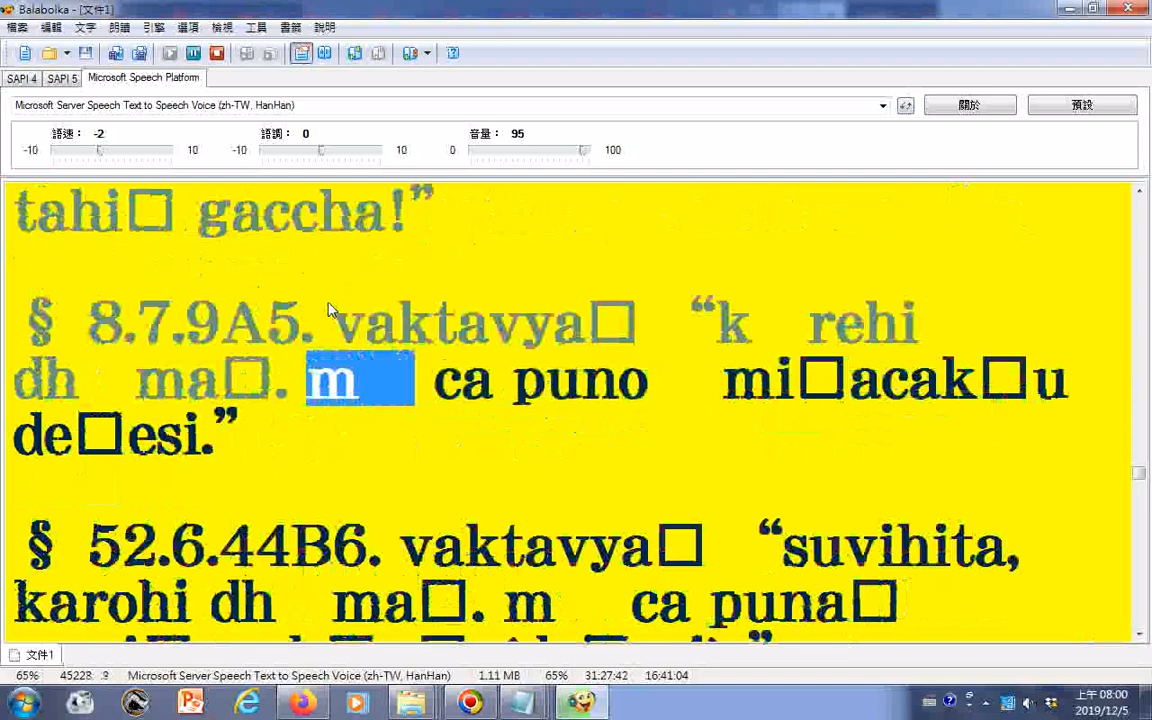 Balabolka - [文件1]
檔案 編輯 文字 朗讀 引擎 選項 檢視 工具 書籤 說明
SAPI 4 SAPI 5 Microsoft Speech Platform
Microsoft Server Speech Text to Speech Voice (zh-TW, HanHan) 關於 預設
語速： -2 語調： 0 音量： 95
-10 10 -10 10 0 100
tahi□ gaccha!”
§ 8.7.9A5. vaktavya□ “k rehi
dh ma□. m ca puno mi□acak□u
de□esi.”
§ 52.6.44B6. vaktavya□ “suvihita,
karohi dh ma□. m ca puna□
文件1
65% Microsoft Server Speech Text to Speech Voice (zh-TW, HanHan) 1.11 MB 65% 31:27:42 16:41:04
上午 08:00
2019/12/5